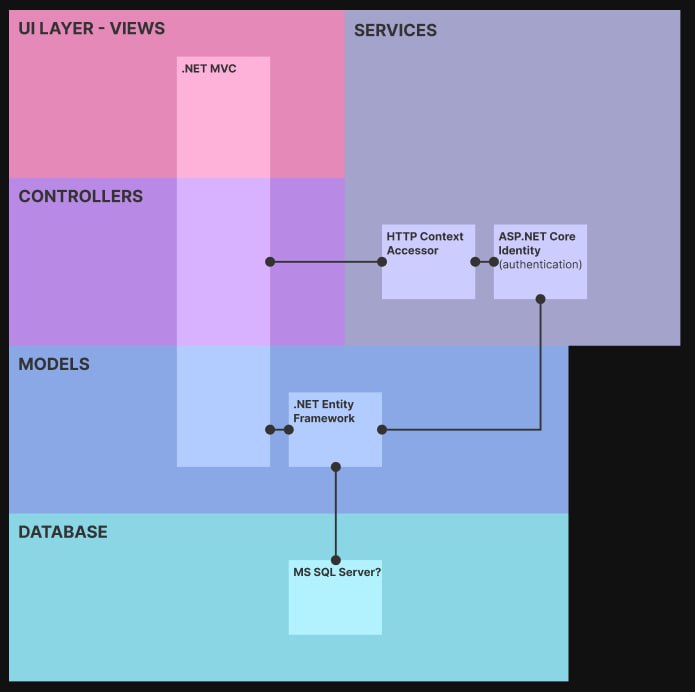 UI LAYER - VIEWS
SERVICES
.NET MVC
CONTROLLERS
HTTP Context
Accessor
ASP.NET Core
Identity
(authentication)
MODELS
.NET Entity
Framework
DATABASE
MS SQL Server?